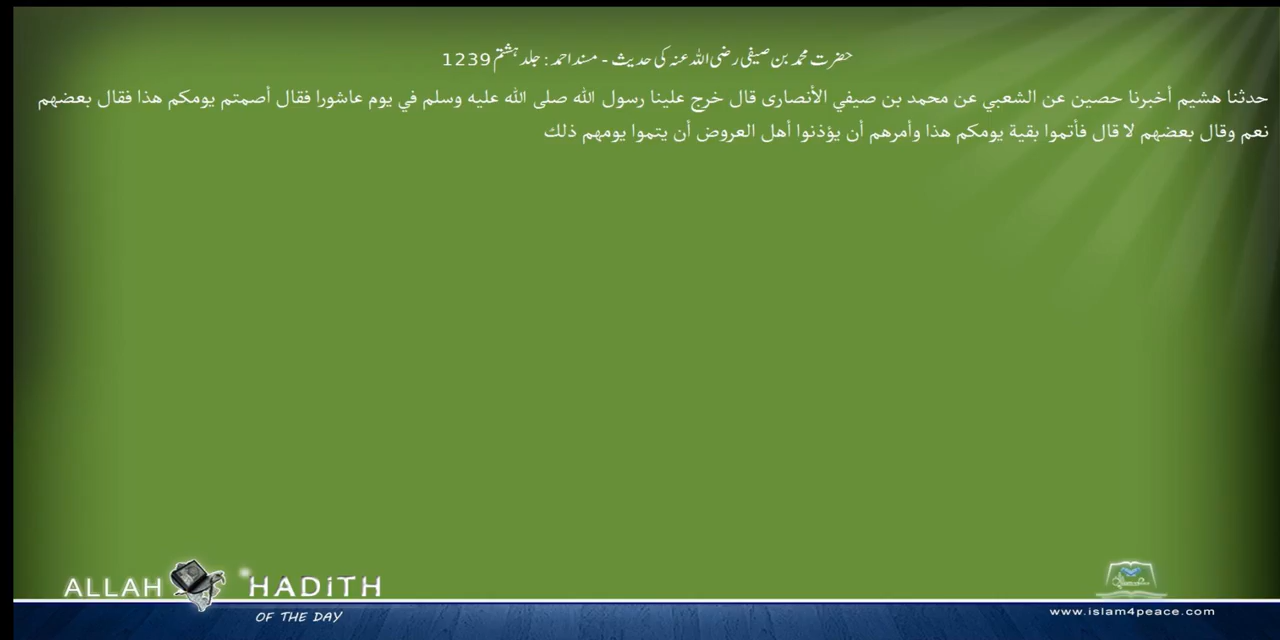 حضرت محمد بن صیفی رضی اللہ عنہ کی حدیث - مسند احمد : جلد ہشتم 1239
حدثنا هشيم أخبرنا حصين عن الشعبي عن محمد بن صيفي الأنصارى قال خرج علينا رسول الله صلى الله عليه وسلم في يوم عاشورا فقال أصمتم يومكم هذا فقال بعضهم
نعم وقال بعضهم لا قال فأتموا بقية يومكم هذا وأمرهم أن يؤذنوا أهل العروض أن يتموا يومهم ذلك
ALLAH HADITH
OF THE DAY
www.islam4peace.com